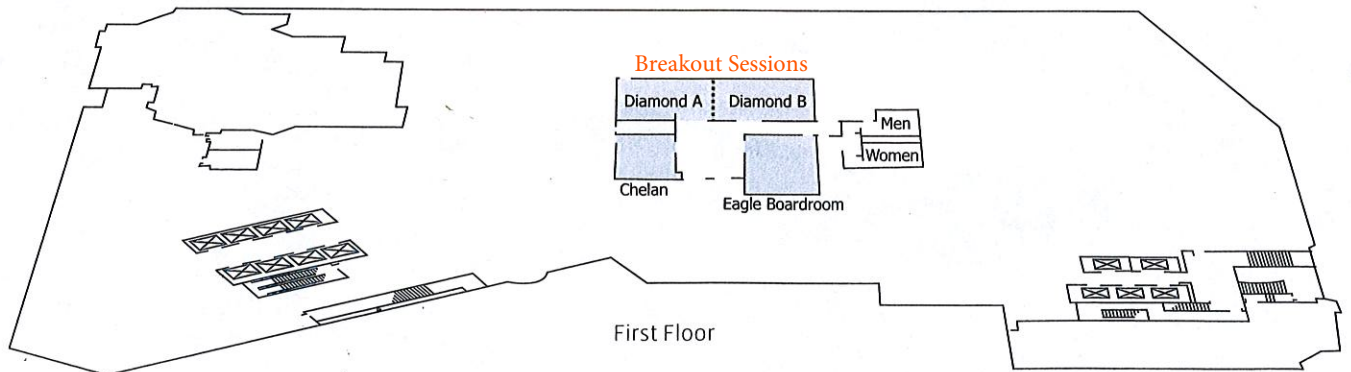 Breakout Sessions
Diamond A
Diamond B
Men
Women
Chelan
Eagle Boardroom
First Floor